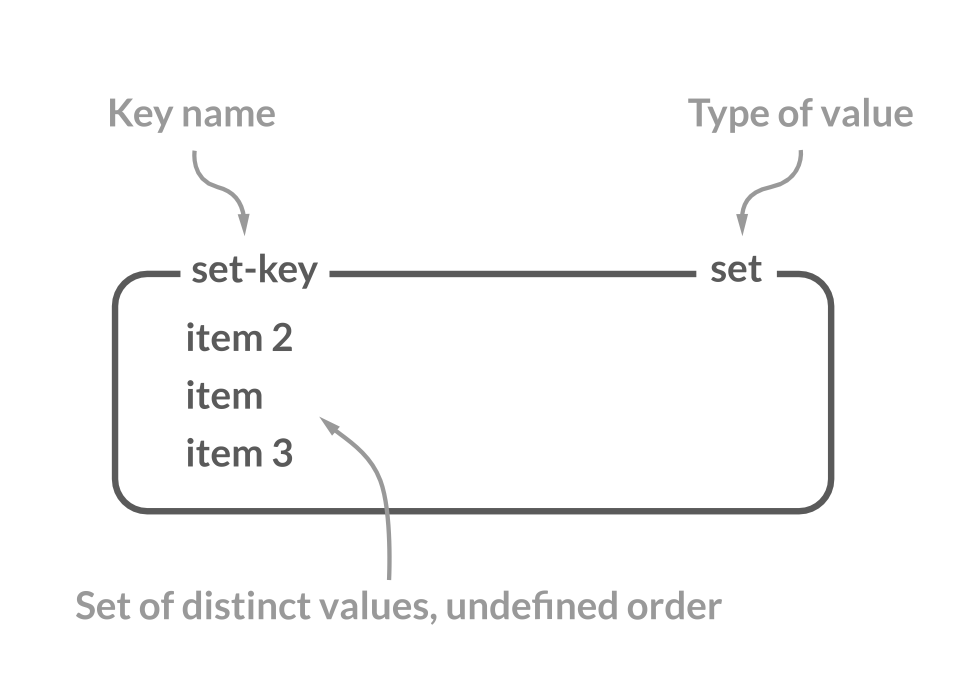 Key name
Type of value
set-key
set
item 2
item
item 3
Set of distinct values, undefined order